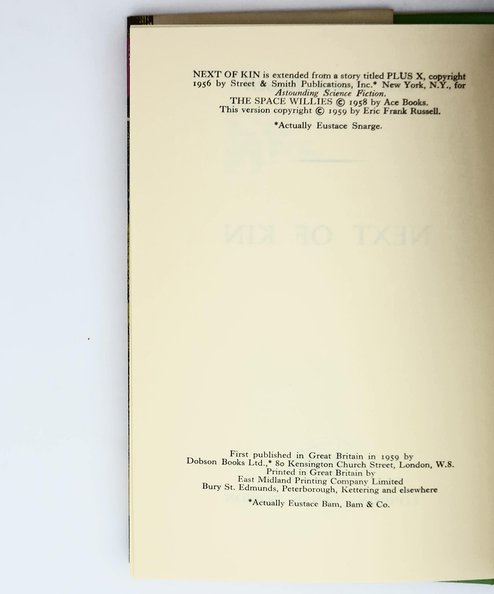 NEXT OF KIN is extended from a story titled PLUS X, copyright
1956 by Street & Smith Publications, Inc.* New York, N.Y., for
Astounding Science Fiction.
THE SPACE WILLIES © 1958 by Ace Books.
This version copyright © 1959 by Eric Frank Russell.
*Actually Eustace Snarge.
NEXT OF KIN
First published in Great Britain in 1959 by
Dobson Books Ltd.,* 80 Kensington Church Street, London, W.8.
Printed in Great Britain by
East Midland Printing Company Limited
Bury St. Edmunds, Peterborough, Kettering and elsewhere
*Actually Eustace Bam, Bam & Co.